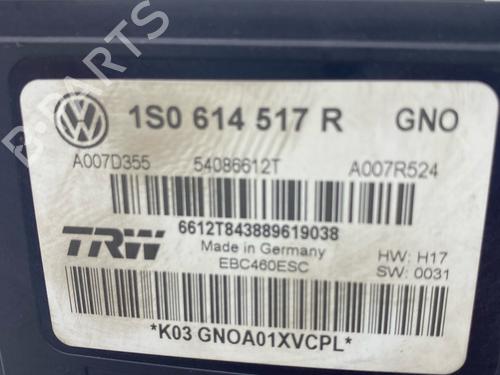 B-PARTS
1S0 614 517 R GNO
A007D355 54086612T A007R524
6612T843889619038
TRW Made in Germany
EBC460ESC
HW: H17
SW: 0031
*K03 GNOA01XVCPL*